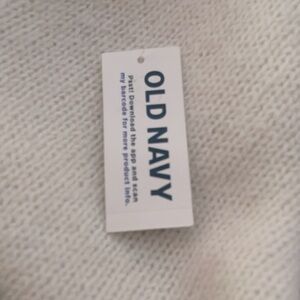 OLD NAVY
Psst! Download the app and scan
my barcode for more product info.